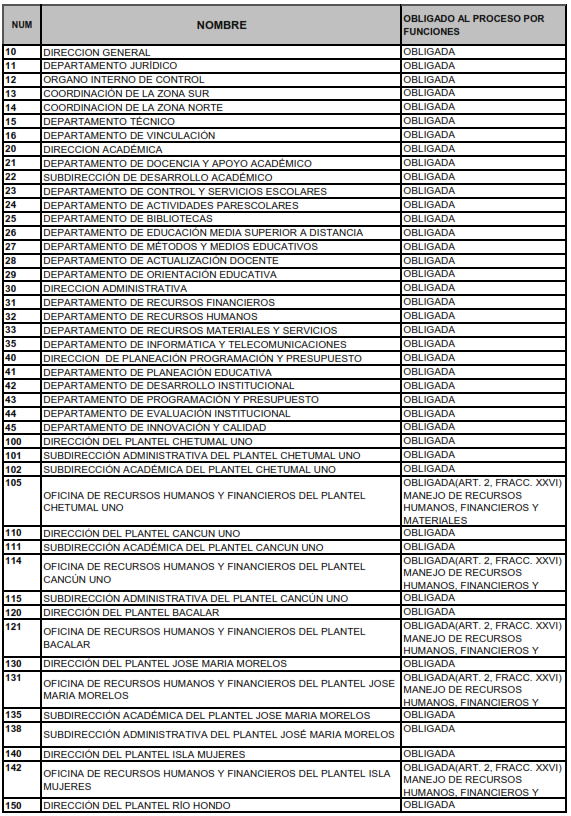 NUM NOMBRE OBLIGADO AL PROCESO POR
FUNCIONES
10 DIRECCION GENERAL OBLIGADA
11 DEPARTAMENTO JURÍDICO OBLIGADA
12 ORGANO INTERNO DE CONTROL OBLIGADA
13 COORDINACIÓN DE LA ZONA SUR OBLIGADA
14 COORDINACION DE LA ZONA NORTE OBLIGADA
15 DEPARTAMENTO TÉCNICO OBLIGADA
16 DEPARTAMENTO DE VINCULACIÓN OBLIGADA
20 DIRECCION ACADÉMICA OBLIGADA
21 DEPARTAMENTO DE DOCENCIA Y APOYO ACADÉMICO OBLIGADA
22 SUBDIRECCIÓN DE DESARROLLO ACADÉMICO OBLIGADA
23 DEPARTAMENTO DE CONTROL Y SERVICIOS ESCOLARES OBLIGADA
24 DEPARTAMENTO DE ACTIVIDADES PARESCOLARES OBLIGADA
25 DEPARTAMENTO DE BIBLIOTECAS OBLIGADA
26 DEPARTAMENTO DE EDUCACIÓN MEDIA SUPERIOR A DISTANCIA OBLIGADA
27 DEPARTAMENTO DE MÉTODOS Y MEDIOS EDUCATIVOS OBLIGADA
28 DEPARTAMENTO DE ACTUALIZACIÓN DOCENTE OBLIGADA
29 DEPARTAMENTO DE ORIENTACIÓN EDUCATIVA OBLIGADA
30 DIRECCION ADMINISTRATIVA OBLIGADA
31 DEPARTAMENTO DE RECURSOS FINANCIEROS OBLIGADA
32 DEPARTAMENTO DE RECURSOS HUMANOS OBLIGADA
33 DEPARTAMENTO DE RECURSOS MATERIALES Y SERVICIOS OBLIGADA
35 DEPARTAMENTO DE INFORMÁTICA Y TELECOMUNICACIONES OBLIGADA
40 DIRECCION DE PLANEACIÓN PROGRAMACIÓN Y PRESUPUESTO OBLIGADA
41 DEPARTAMENTO DE PLANEACIÓN EDUCATIVA OBLIGADA
42 DEPARTAMENTO DE DESARROLLO INSTITUCIONAL OBLIGADA
43 DEPARTAMENTO DE PROGRAMACIÓN Y PRESUPUESTO OBLIGADA
44 DEPARTAMENTO DE EVALUACIÓN INSTITUCIONAL OBLIGADA
45 DEPARTAMENTO DE INNOVACIÓN Y CALIDAD OBLIGADA
100 DIRECCIÓN DEL PLANTEL CHETUMAL UNO OBLIGADA
101 SUBDIRECCIÓN ADMINISTRATIVA DEL PLANTEL CHETUMAL UNO OBLIGADA
102 SUBDIRECCIÓN ACADÉMICA DEL PLANTEL CHETUMAL UNO OBLIGADA
105 OFICINA DE RECURSOS HUMANOS Y FINANCIEROS DEL PLANTEL
CHETUMAL UNO
OBLIGADA(ART. 2, FRACC. XXVI)
MANEJO DE RECURSOS
HUMANOS, FINANCIEROS Y
MATERIALES
110 DIRECCIÓN DEL PLANTEL CANCUN UNO OBLIGADA
111 SUBDIRECCIÓN ACADÉMICA DEL PLANTEL CANCUN UNO OBLIGADA
114 OFICINA DE RECURSOS HUMANOS Y FINANCIEROS DEL PLANTEL
CANCÚN UNO
OBLIGADA(ART. 2, FRACC. XXVI)
MANEJO DE RECURSOS
HUMANOS, FINANCIEROS Y
115 SUBDIRECCIÓN ADMINISTRATIVA DEL PLANTEL CANCÚN UNO OBLIGADA
120 DIRECCIÓN DEL PLANTEL BACALAR OBLIGADA
121 OFICINA DE RECURSOS HUMANOS Y FINANCIEROS DEL PLANTEL
BACALAR
OBLIGADA(ART. 2, FRACC. XXVI)
MANEJO DE RECURSOS
HUMANOS, FINANCIEROS Y
130 DIRECCIÓN DEL PLANTEL JOSE MARIA MORELOS OBLIGADA
131 OFICINA DE RECURSOS HUMANOS Y FINANCIEROS DEL PLANTEL JOSE
MARIA MORELOS
OBLIGADA(ART. 2, FRACC. XXVI)
MANEJO DE RECURSOS
HUMANOS, FINANCIEROS Y
135 SUBDIRECCIÓN ACADÉMICA DEL PLANTEL JOSE MARIA MORELOS OBLIGADA
138 SUBDIRECCIÓN ADMINISTRATIVA DEL PLANTEL JOSÉ MARIA MORELOS OBLIGADA
140 DIRECCIÓN DEL PLANTEL ISLA MUJERES OBLIGADA
142 OFICINA DE RECURSOS HUMANOS Y FINANCIEROS DEL PLANTEL ISLA
MUJERES
OBLIGADA(ART. 2, FRACC. XXVI)
MANEJO DE RECURSOS
HUMANOS, FINANCIEROS Y
150 DIRECCIÓN DEL PLANTEL RÍO HONDO OBLIGADA